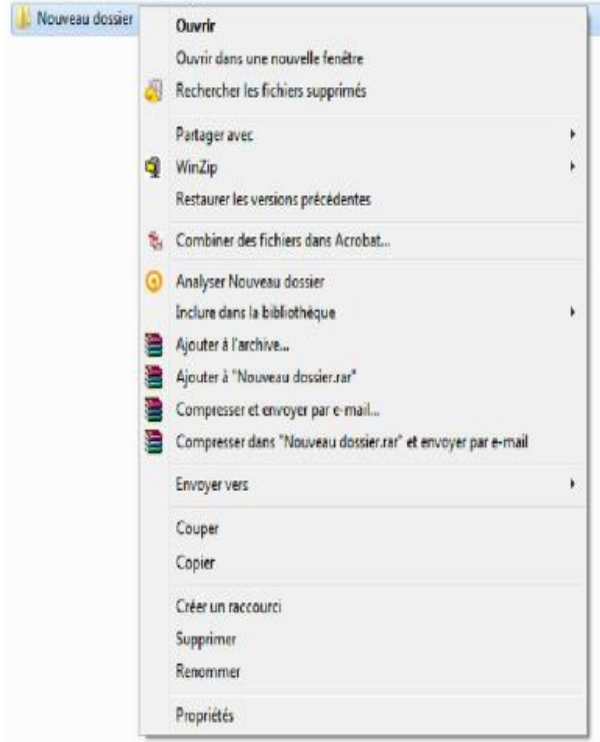 Nouveau dossier
Ouvrir
Ouvrir dans une nouvelle fenêtre
Rechercher les fichiers supprimés
Partager avec
WinZip
Restaurer les versions précédentes
Combiner des fichiers dans Acrobat...
Analyser Nouveau dossier
Inclure dans la bibliothèque
Ajouter à l'archive...
Ajouter à "Nouveau dossier.rar"
Compresser et envoyer par e-mail...
Compresser dans "Nouveau dossier.rar" et envoyer par e-mail
Envoyer vers
Couper
Copier
Créer un raccourci
Supprimer
Renommer
Propriétés